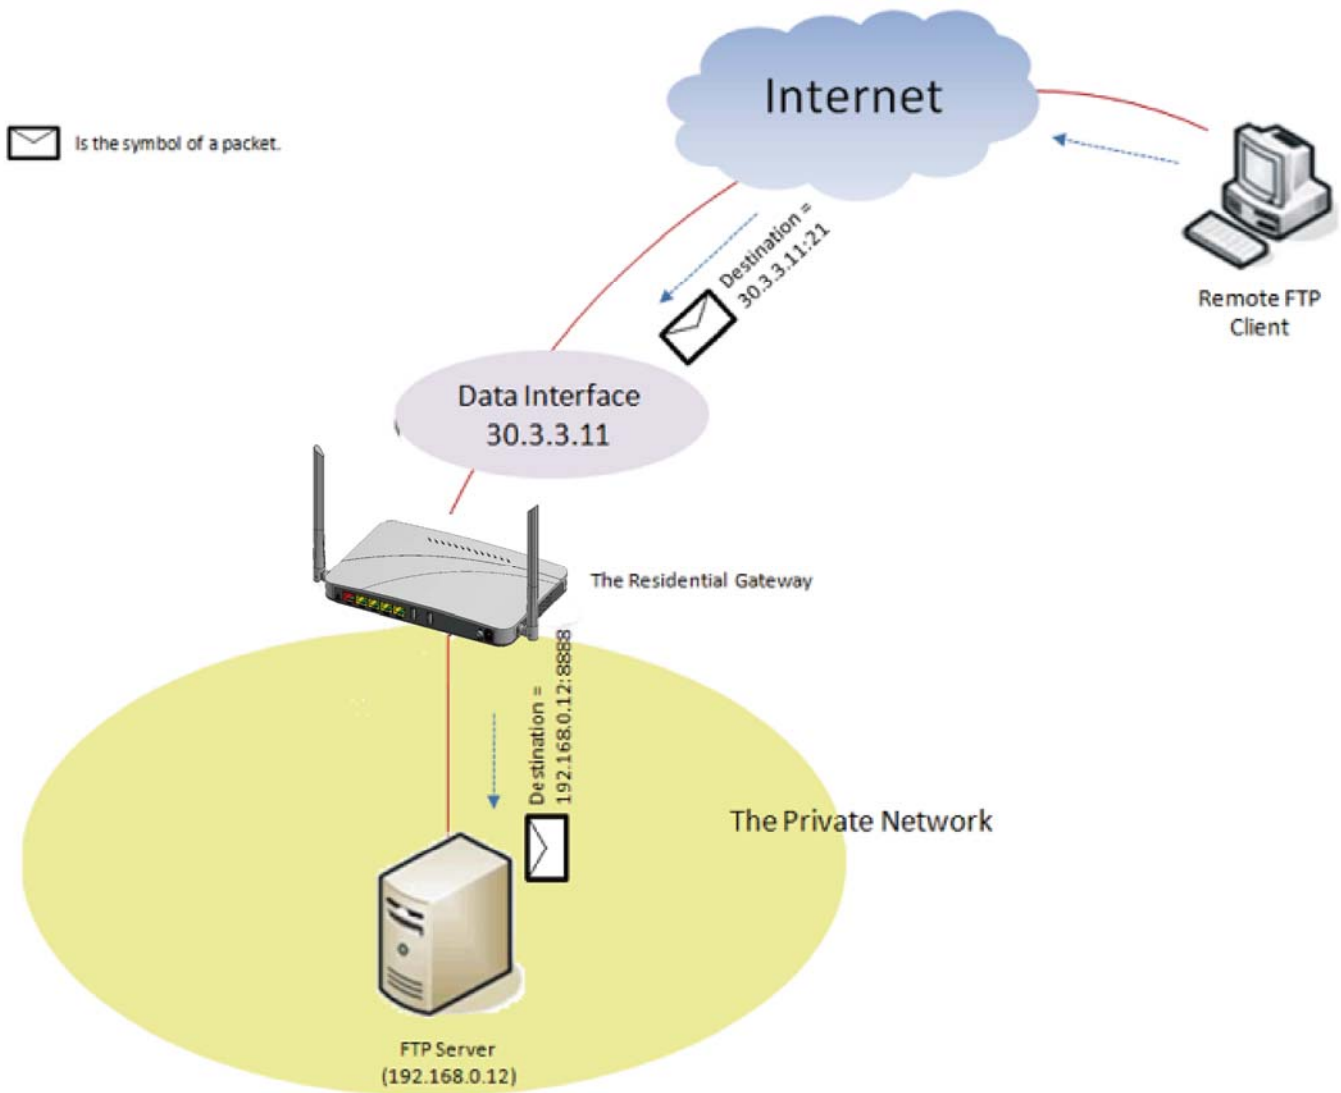 Internet
Is the symbol of a packet.
Destination =
30.3.3.11:21
Remote FTP
Client
Data Interface
30.3.3.11
The Residential Gateway
Destination =
192.168.0.12:8888
The Private Network
FTP Server
(192.168.0.12)